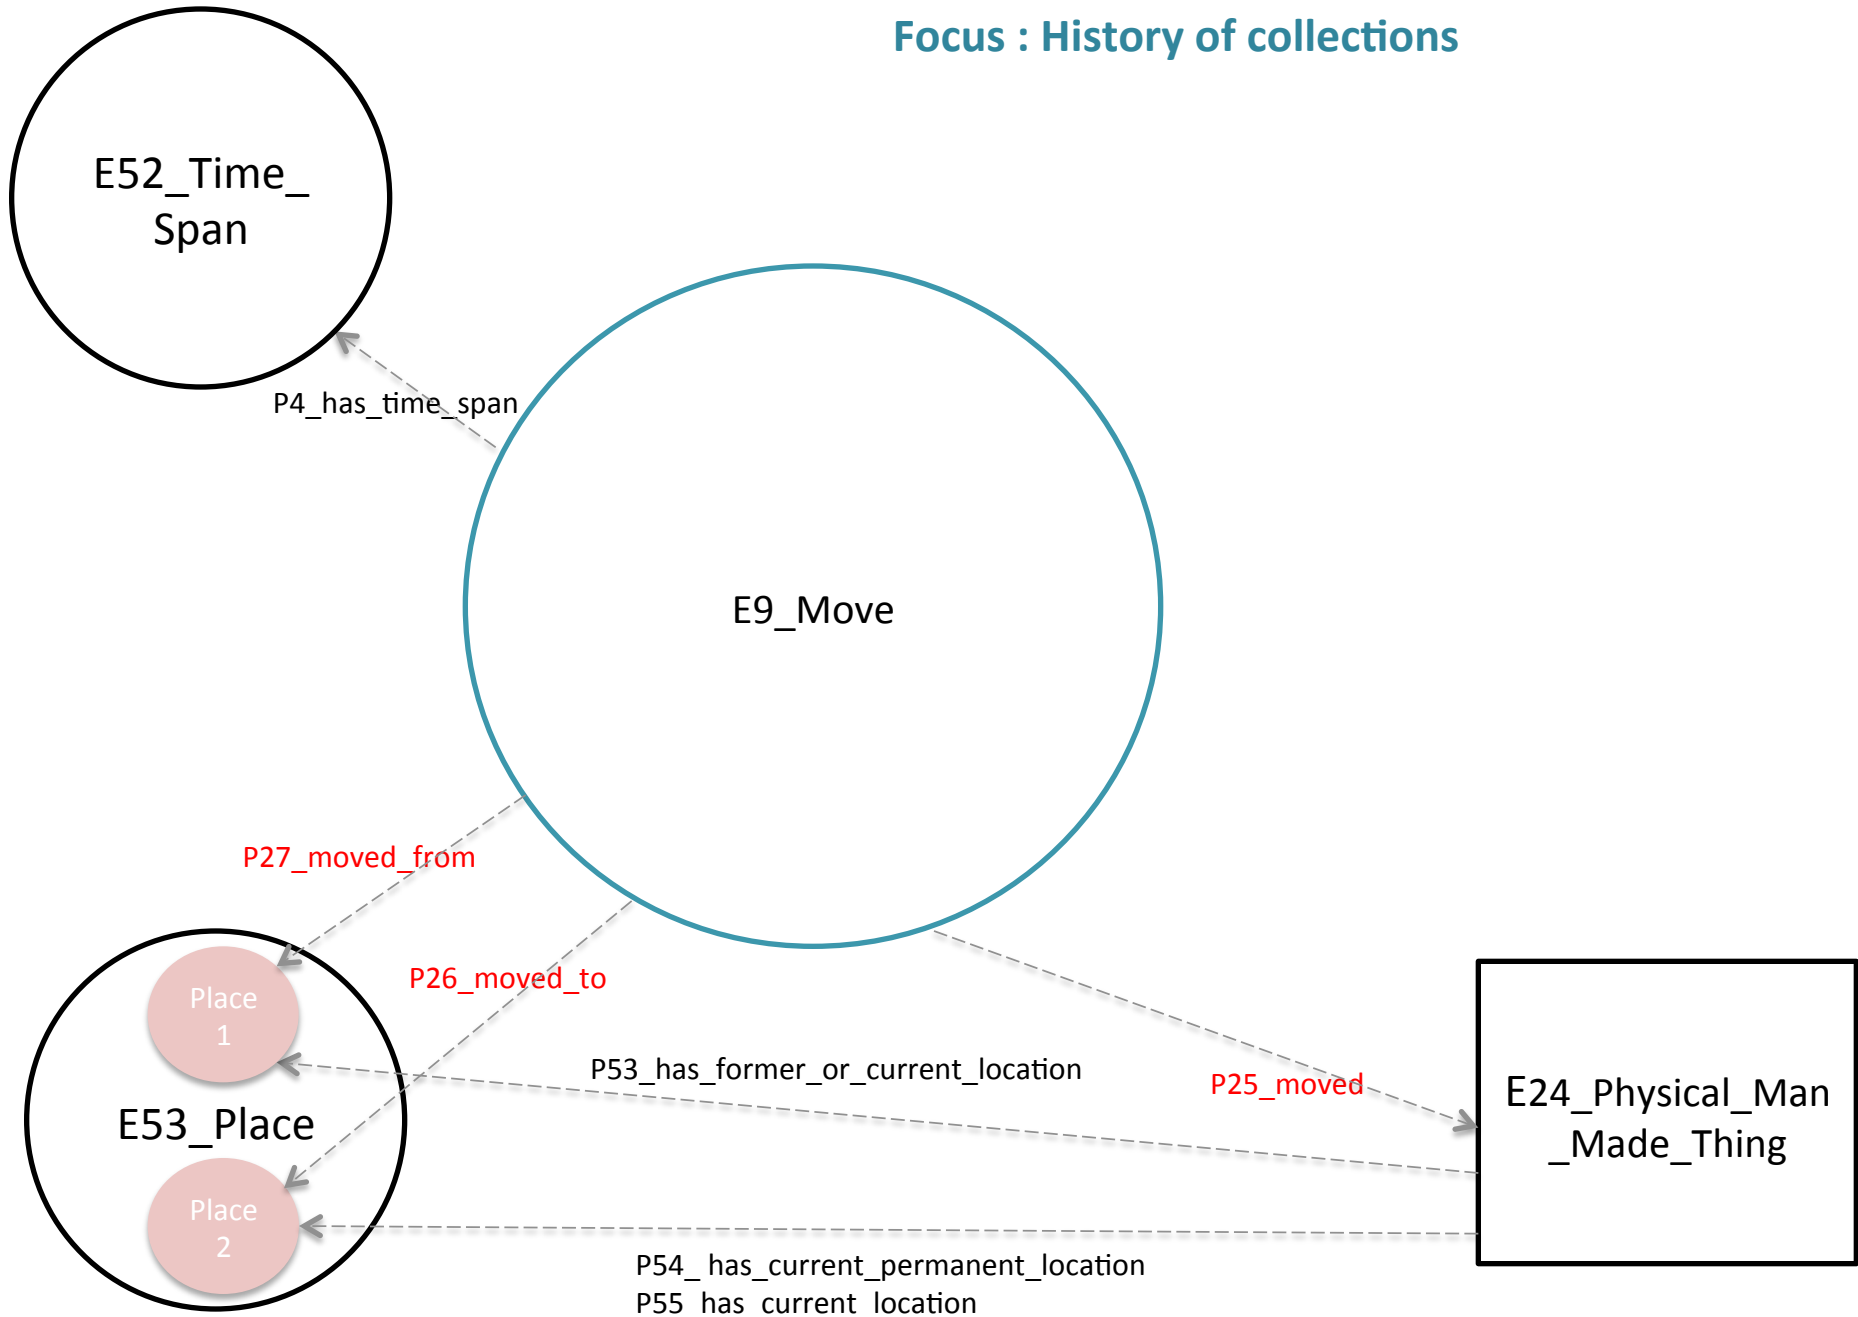 Focus : History of collections
E52_Time_
Span
P4_has_time_span
E9_Move
P27_moved_from
P26_moved_to
Place
1
P53_has_former_or_current_location
P25_moved
E24_Physical_Man
_Made_Thing
E53_Place
Place
2
P54_ has_current_permanent_location
P55_has_current_location